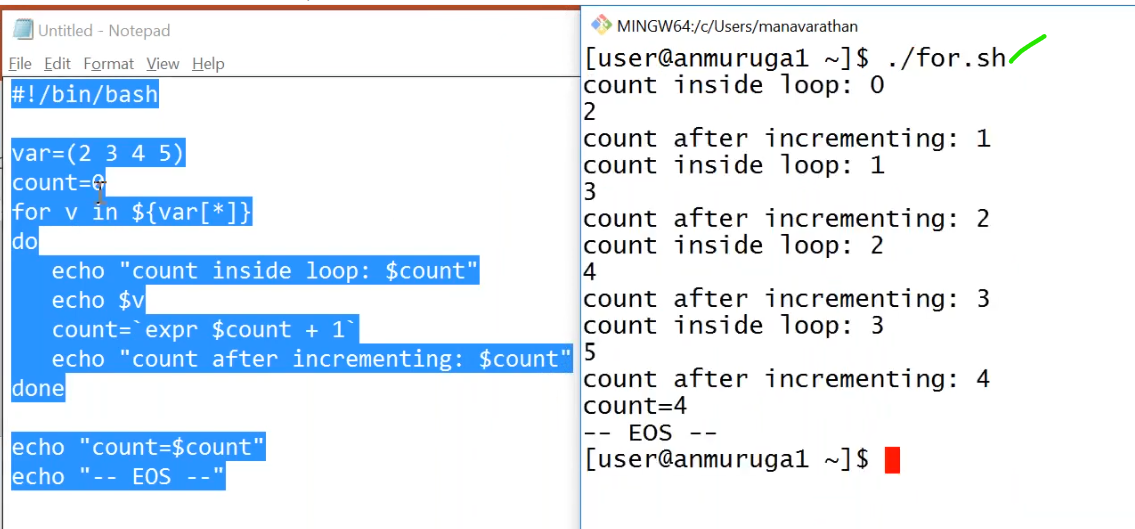 Untitled - Notepad
File Edit Format View Help
#!/bin/bash
var=(2 3 4 5)
count=0
for v in ${var[*]}
do
echo "count inside loop: $count"
echo $v
count=`expr $count + 1`
echo "count after incrementing: $count"
done
echo "count=$count"
echo "-- EOS --"
MINGW64:/c/Users/manavarathan
[user@anmuruga1 ~]$ ./for.sh
count inside loop: 0
2
count after incrementing: 1
count inside loop: 1
3
count after incrementing: 2
count inside loop: 2
4
count after incrementing: 3
count inside loop: 3
5
count after incrementing: 4
count=4
-- EOS --
[user@anmuruga1 ~]$